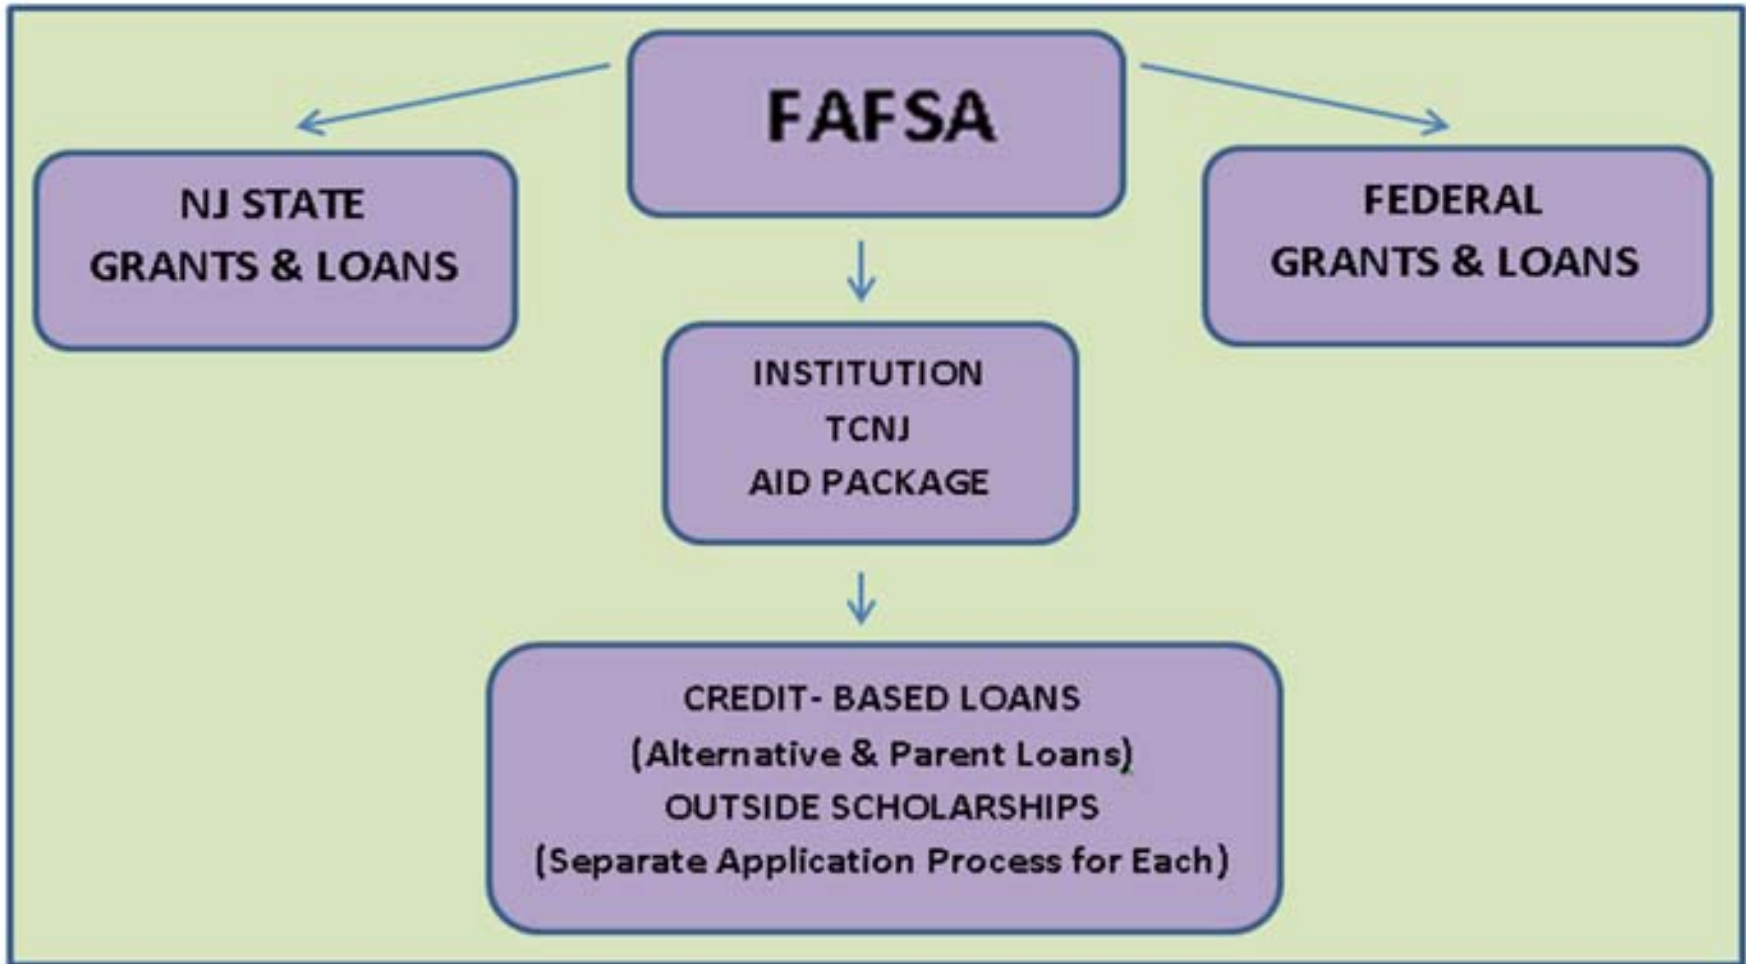 FAFSA
NJ STATE
GRANTS & LOANS
FEDERAL
GRANTS & LOANS
INSTITUTION
TCNJ
AID PACKAGE
CREDIT- BASED LOANS
(Alternative & Parent Loans)
OUTSIDE SCHOLARSHIPS
(Separate Application Process for Each)